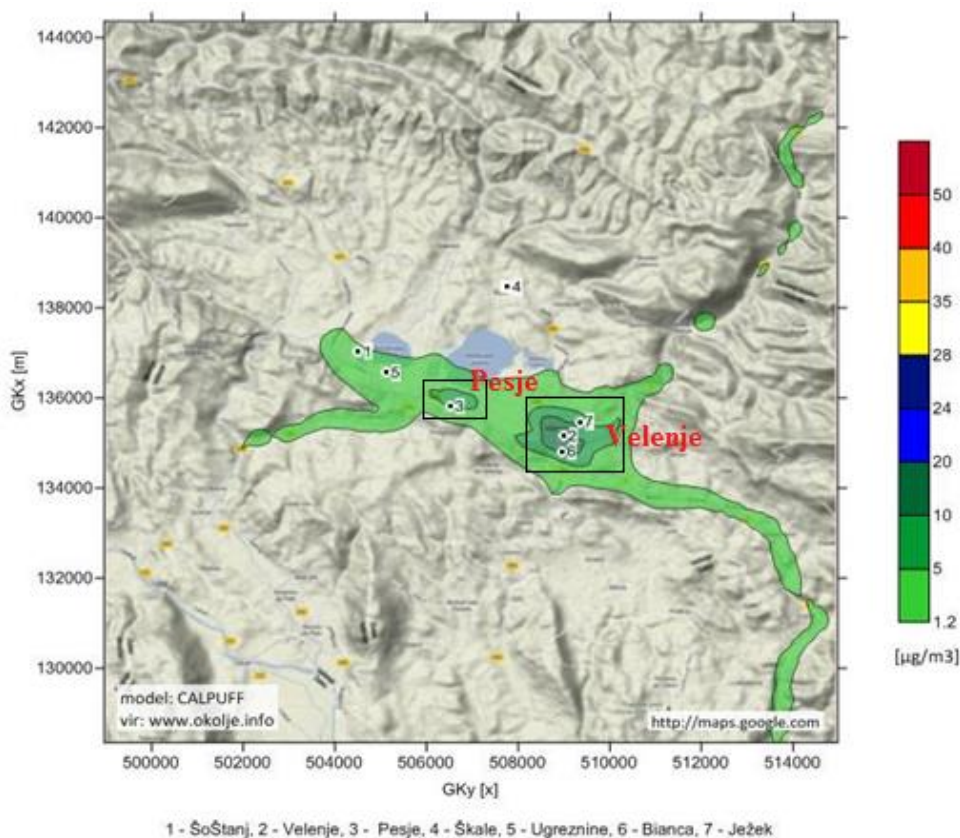 144000
142000
140000
138000
136000
134000
132000
130000
GKx [m]
4
1
5
Pesje
3
7
2
6
Velenje
50
40
35
28
24
20
10
5
1.2
[µg/m3]
model: CALPUFF
vir: www.okolje.info
http://maps.google.com
500000 502000 504000 506000 508000 510000 512000 514000
GKy [x]
1 - ŠoŠtanj, 2 - Velenje, 3 - Pesje, 4 - Škale, 5 - Ugreznine, 6 - Bianca, 7 - Ježek